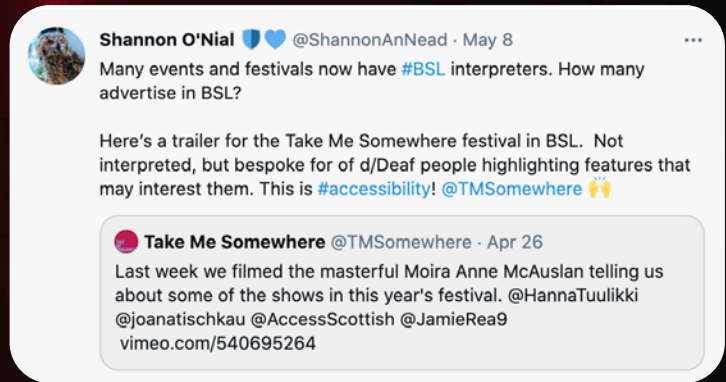 Shannon O'Nial 🛡️💙 @ShannonAnNead · May 8
Many events and festivals now have #BSL interpreters. How many
advertise in BSL?
Here's a trailer for the Take Me Somewhere festival in BSL. Not
interpreted, but bespoke for of d/Deaf people highlighting features that
may interest them. This is #accessibility! @TMSomewhere 🙌
Take Me Somewhere @TMSomewhere · Apr 26
Last week we filmed the masterful Moira Anne McAuslan telling us
about some of the shows in this year's festival. @HannaTuulikki
@joanatischkau @AccessScottish @JamieRea9
vimeo.com/540695264